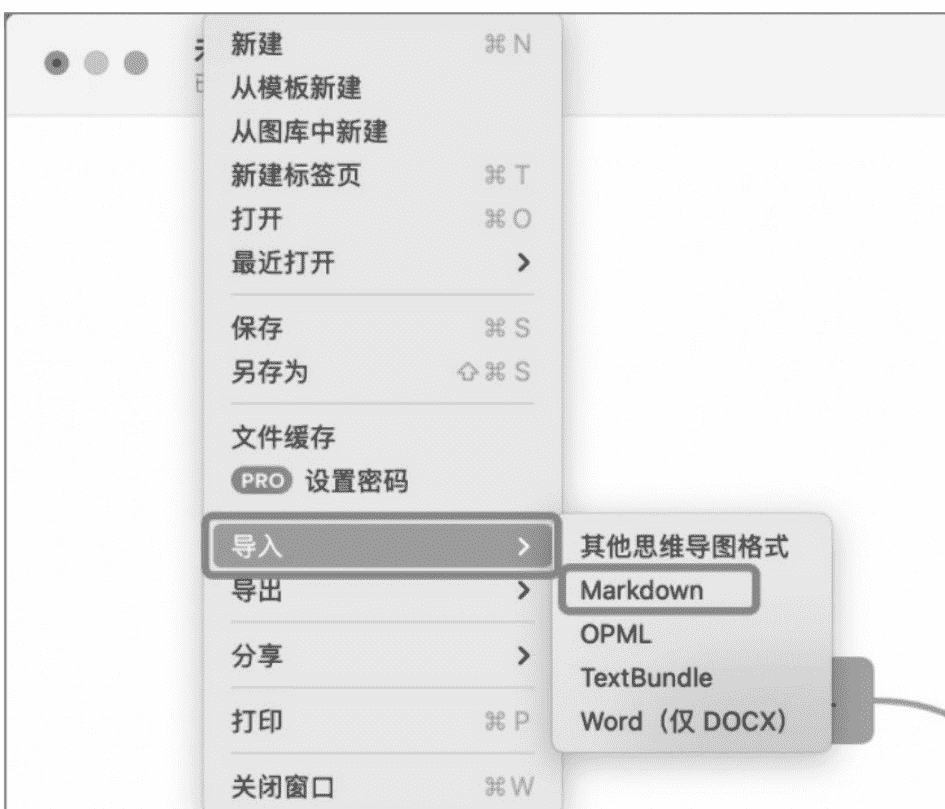 新建 ⌘ N
从模板新建
从图库中新建
新建标签页 ⌘ T
打开 ⌘ O
最近打开
保存 ⌘ S
另存为 ⇧ ⌘ S
文件缓存
PRO 设置密码
导入
其他思维导图格式
Markdown
导出
OPML
分享
TextBundle
打印 ⌘ P
Word（仅 DOCX）
关闭窗口 ⌘ W